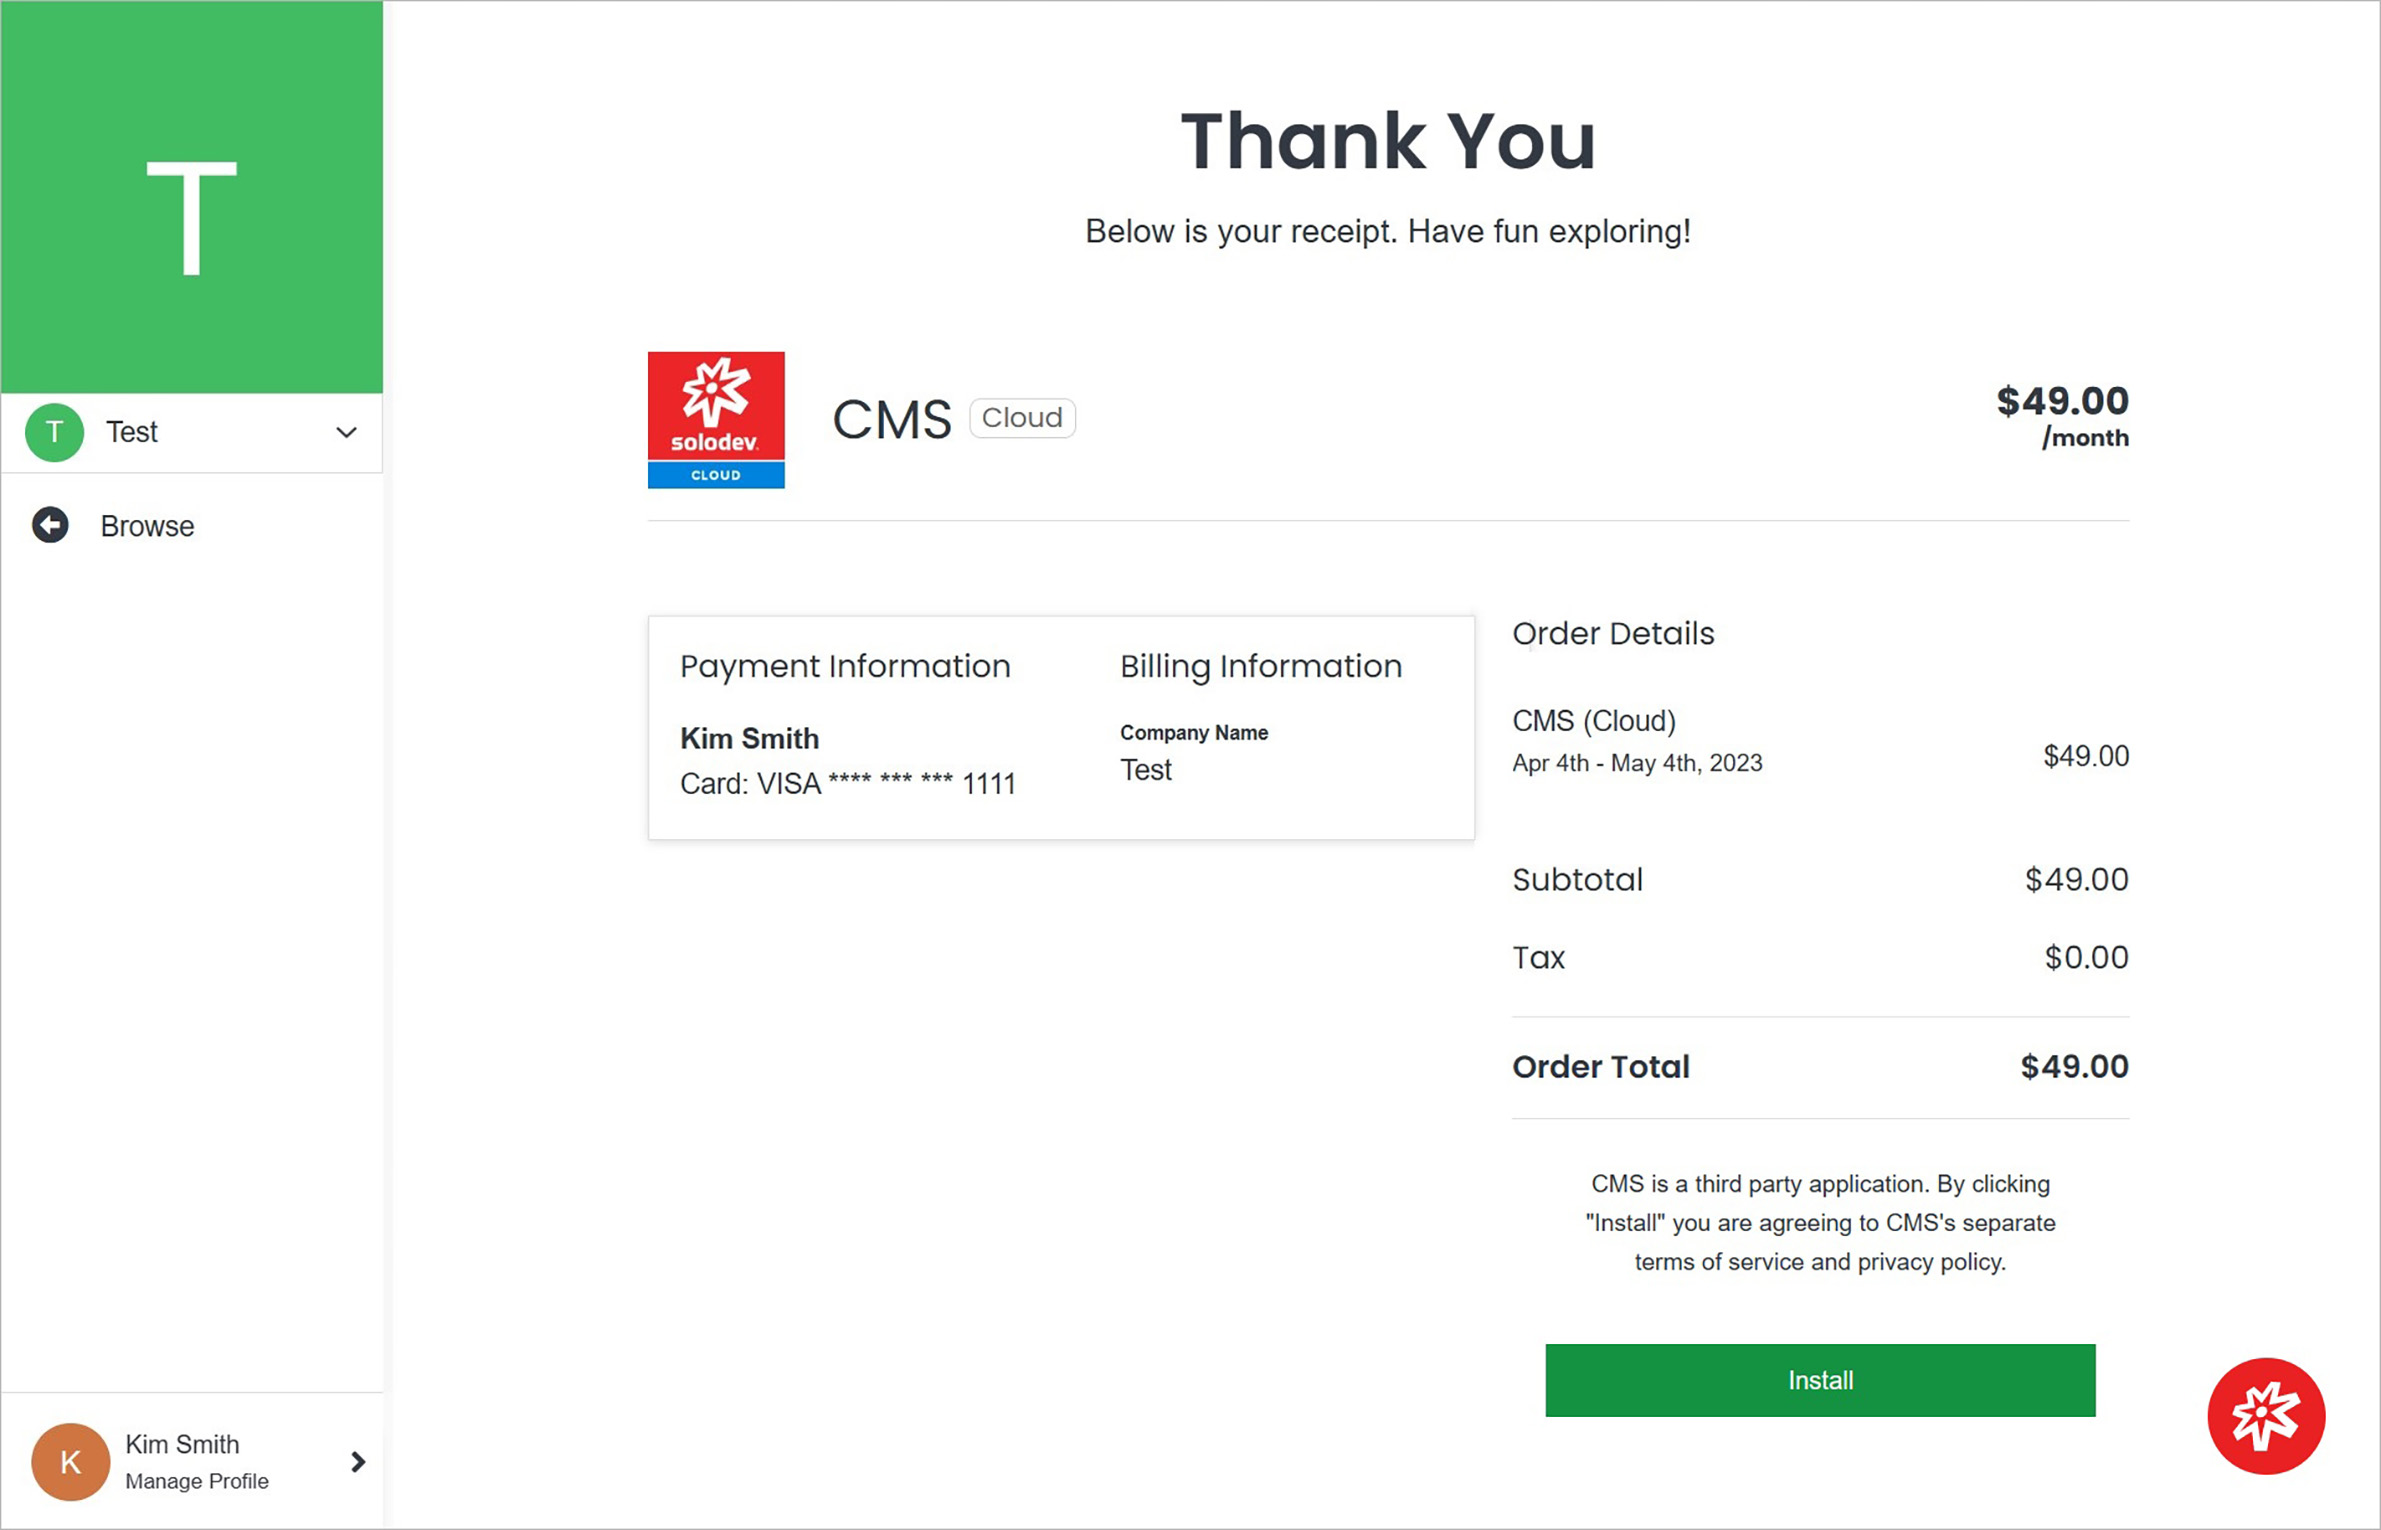 T
T Test
Browse
Thank You
Below is your receipt. Have fun exploring!
solodev.
CLOUD
CMS Cloud
$49.00
/month
Payment Information
Kim Smith
Card: VISA **** *** *** 1111
Billing Information
Company Name
Test
Order Details
CMS (Cloud)
Apr 4th - May 4th, 2023
$49.00
Subtotal $49.00
Tax $0.00
Order Total $49.00
CMS is a third party application. By clicking
"Install" you are agreeing to CMS's separate
terms of service and privacy policy.
Install
K
Kim Smith
Manage Profile